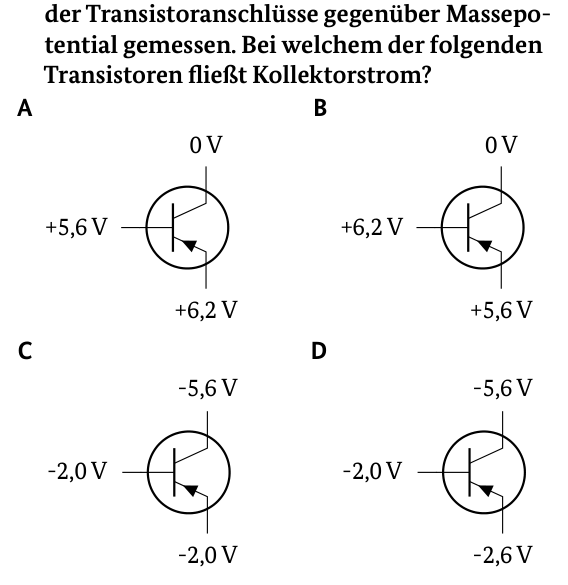 der Transistoranschlüsse gegenüber Massepo-
tential gemessen. Bei welchem der folgenden
Transistoren fließt Kollektorstrom?
A
0 V
+5,6 V
+6,2 V
B
0 V
+6,2 V
+5,6 V
C
-5,6 V
-2,0 V
-2,0 V
D
-5,6 V
-2,0 V
-2,6 V